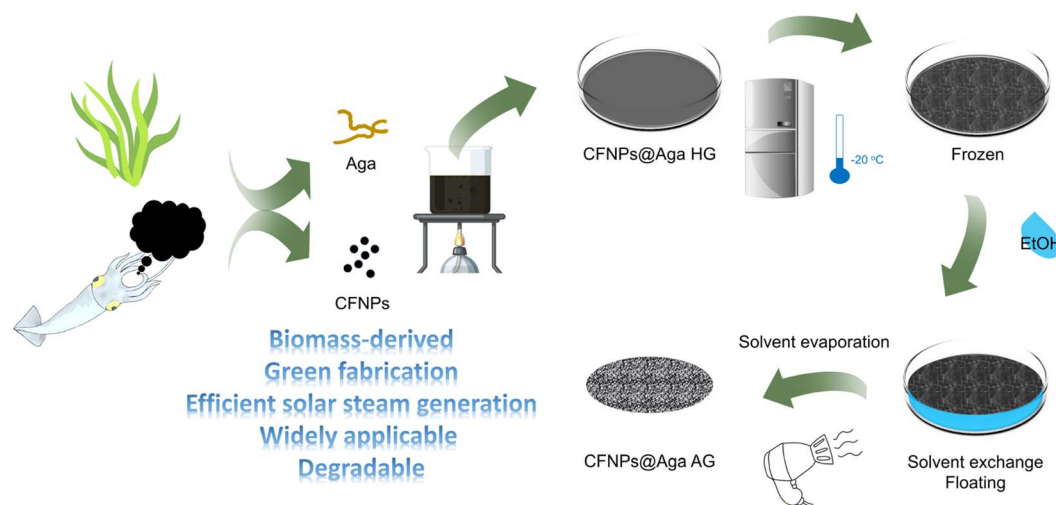 Aga
CFNPs
CFNPs@Aga HG
-20 °C
Frozen
EtOH
Solvent exchange
Floating
Solvent evaporation
CFNPs@Aga AG
Biomass-derived
Green fabrication
Efficient solar steam generation
Widely applicable
Degradable